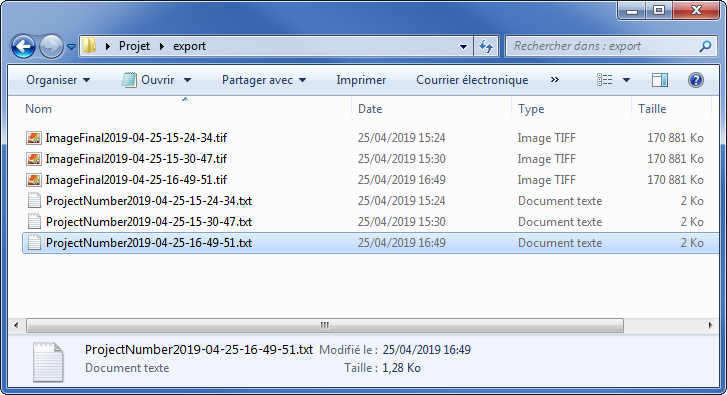 Projet export Rechercher dans : export
Organiser Ouvrir Partager avec Imprimer Courrier électronique »
Nom Date Type Taille
ImageFinal2019-04-25-15-24-34.tif 25/04/2019 15:24 Image TIFF 170 881 Ko
ImageFinal2019-04-25-15-30-47.tif 25/04/2019 15:30 Image TIFF 170 881 Ko
ImageFinal2019-04-25-16-49-51.tif 25/04/2019 16:49 Image TIFF 170 881 Ko
ProjectNumber2019-04-25-15-24-34.txt 25/04/2019 15:24 Document texte 2 Ko
ProjectNumber2019-04-25-15-30-47.txt 25/04/2019 15:30 Document texte 2 Ko
ProjectNumber2019-04-25-16-49-51.txt 25/04/2019 16:49 Document texte 2 Ko
ProjectNumber2019-04-25-16-49-51.txt Modifié le : 25/04/2019 16:49
Document texte Taille : 1,28 Ko